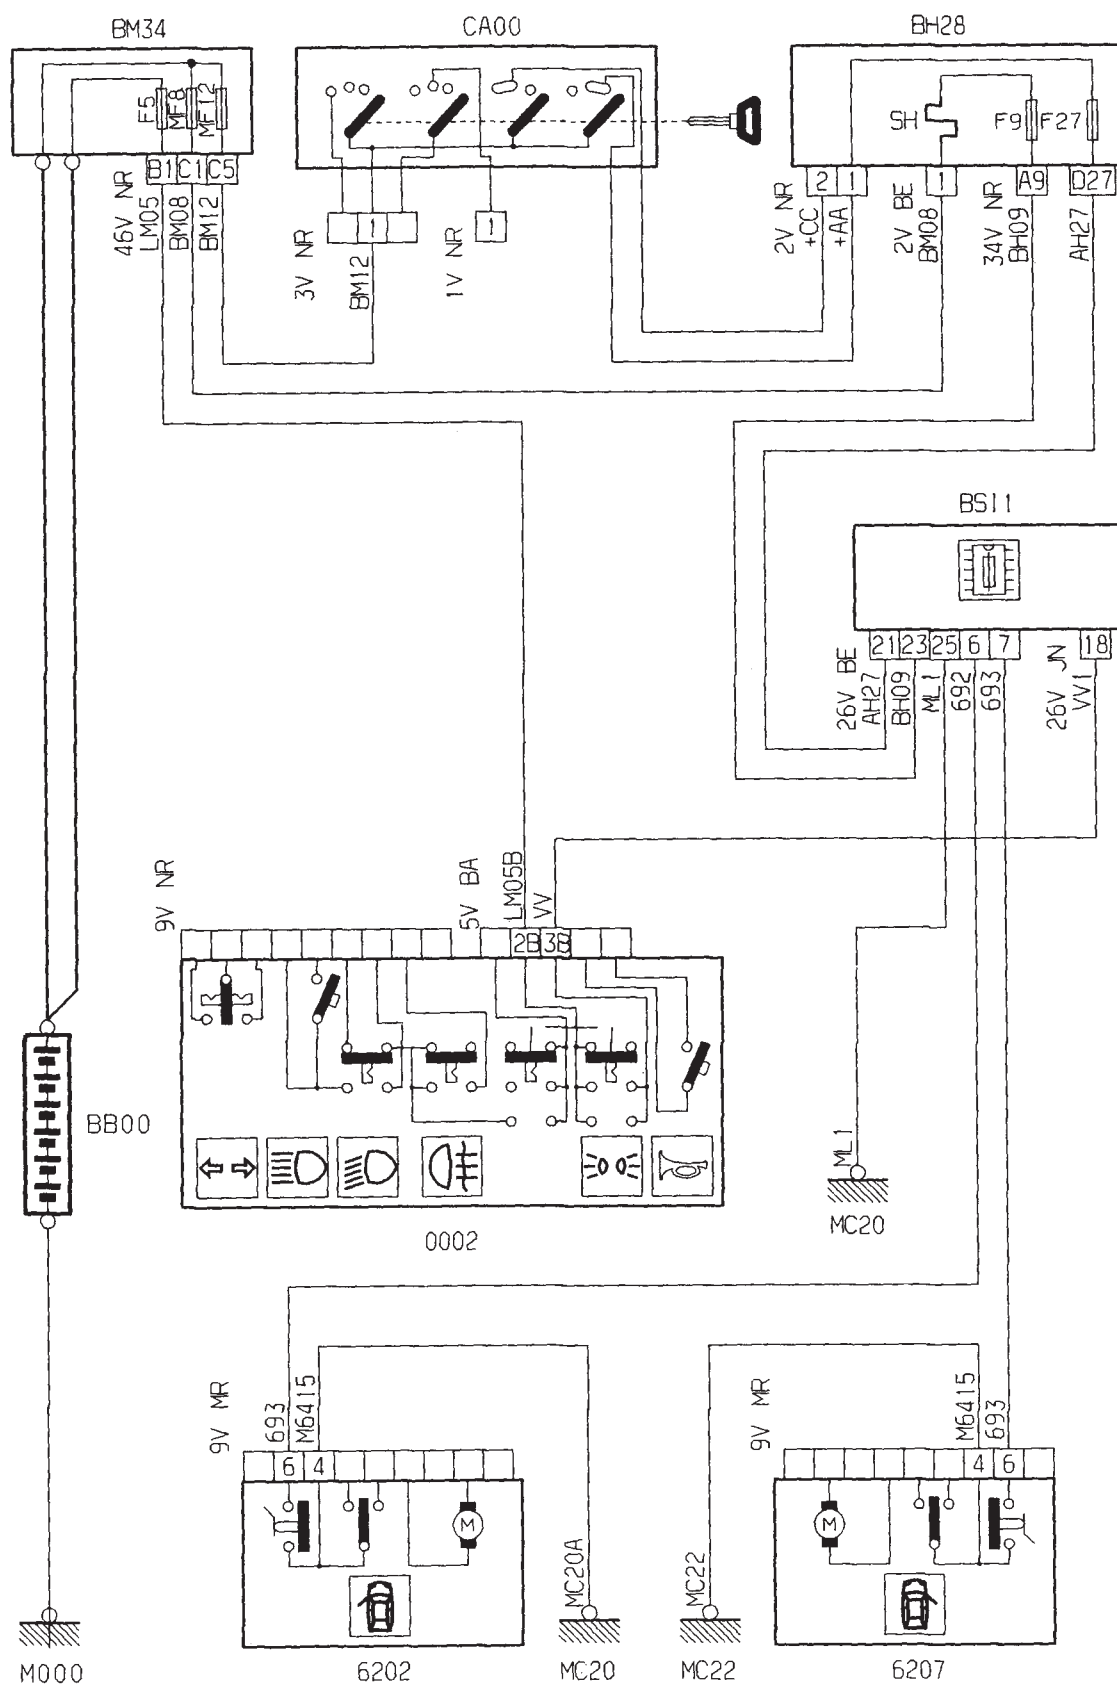 BM34
CA00
BH28
F5
MF8
MF12
SH
F9
F27
B1 C1 C5
2 1 1 A9 D27
46V NR
LM05
BM08
BM12
3V NR
1
BM12
1V NR
1
2V NR
+CC
+AA
2V BE
BM08
34V NR
BH09
AH27
BSI1
21 23 25 6 7 18
26V BE
AH27
BH09
ML1
692
693
26V JN
VV1
9V NR
5V BA
LM05B
VV
2B 3B
BB00
0002
ML1
MC20
9V MR
693
M6415
6 4
M
MC20A
MC22
9V MR
M6415
693
4 6
M
M000
6202
MC20
MC22
6207